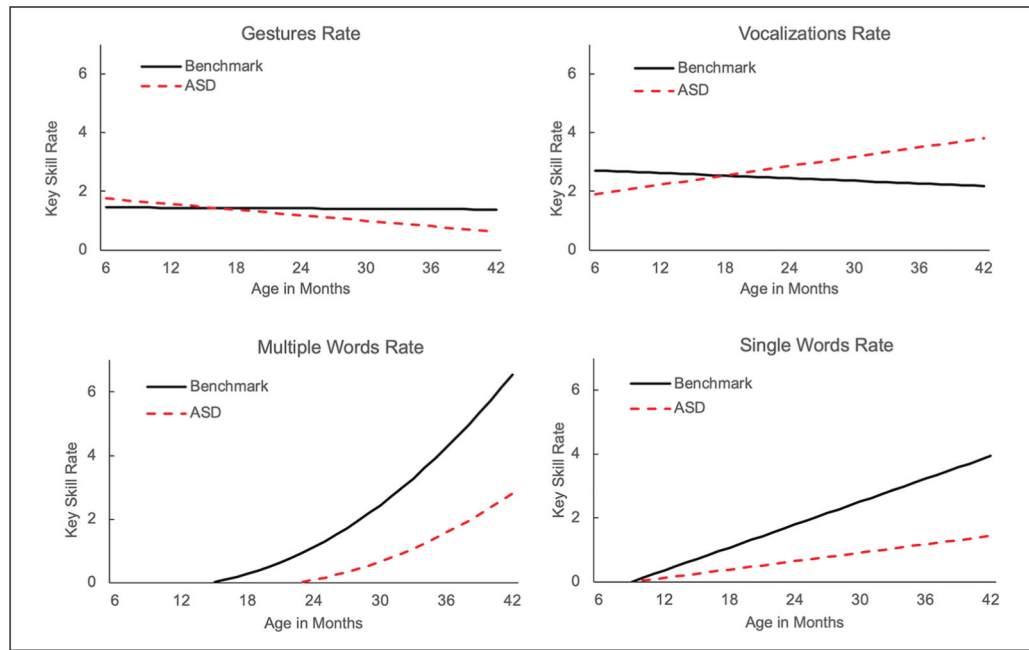 Gestures Rate
Benchmark
ASD
Key Skill Rate
6
4
2
0
6 12 18 24 30 36 42
Age in Months
Vocalizations Rate
Benchmark
ASD
Key Skill Rate
6
4
2
0
6 12 18 24 30 36 42
Age in Months
Multiple Words Rate
Benchmark
ASD
Key Skill Rate
6
4
2
0
6 12 18 24 30 36 42
Age in Months
Single Words Rate
Benchmark
ASD
Key Skill Rate
6
4
2
0
6 12 18 24 30 36 42
Age in Months